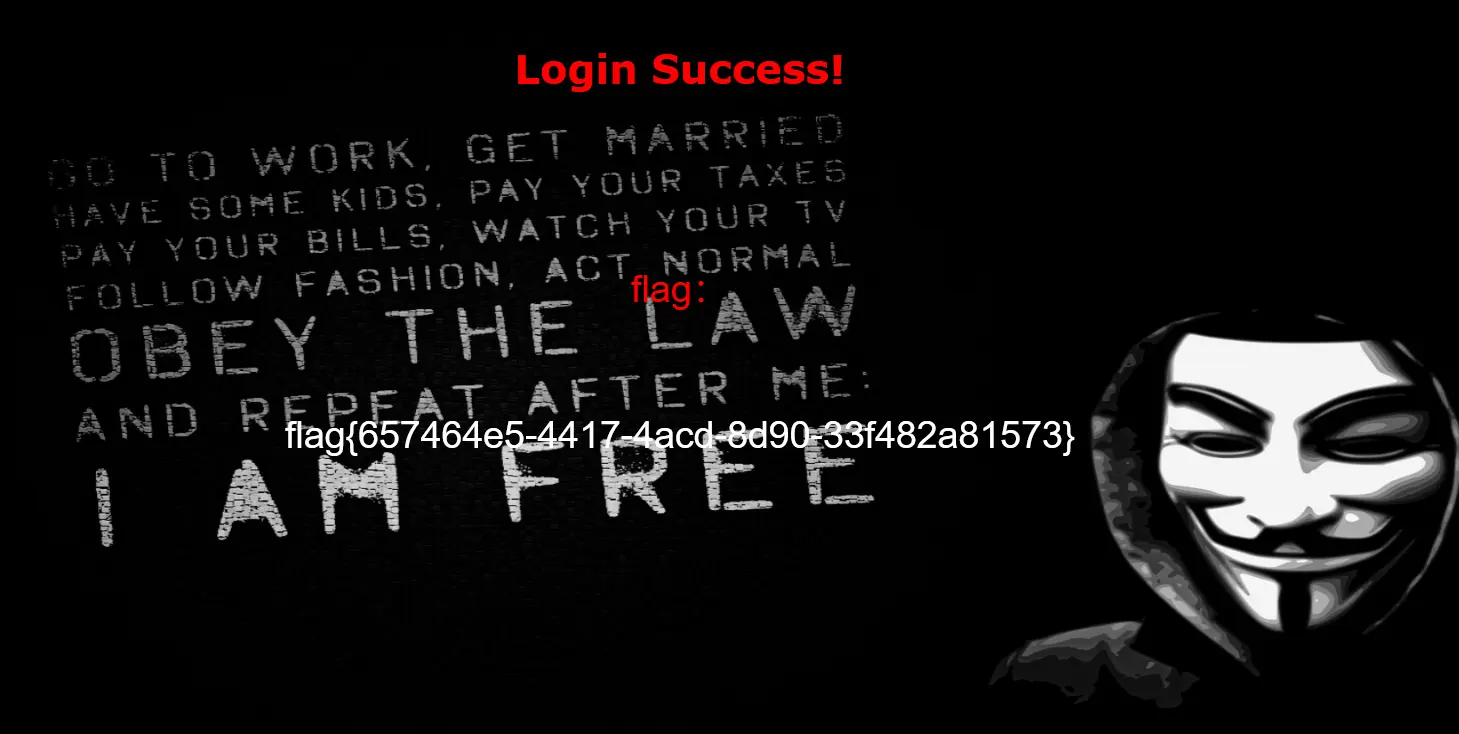 Login Success!
GO TO WORK, GET MARRIED
HAVE SOME KIDS, PAY YOUR TAXES
PAY YOUR BILLS, WATCH YOUR TV
FOLLOW FASHION, ACT NORMAL
flag:
OBEY THE LAW
AND REPEAT AFTER ME:
flag{657464e5-4417-4acd-8d90-33f482a81573}
I AM FREE